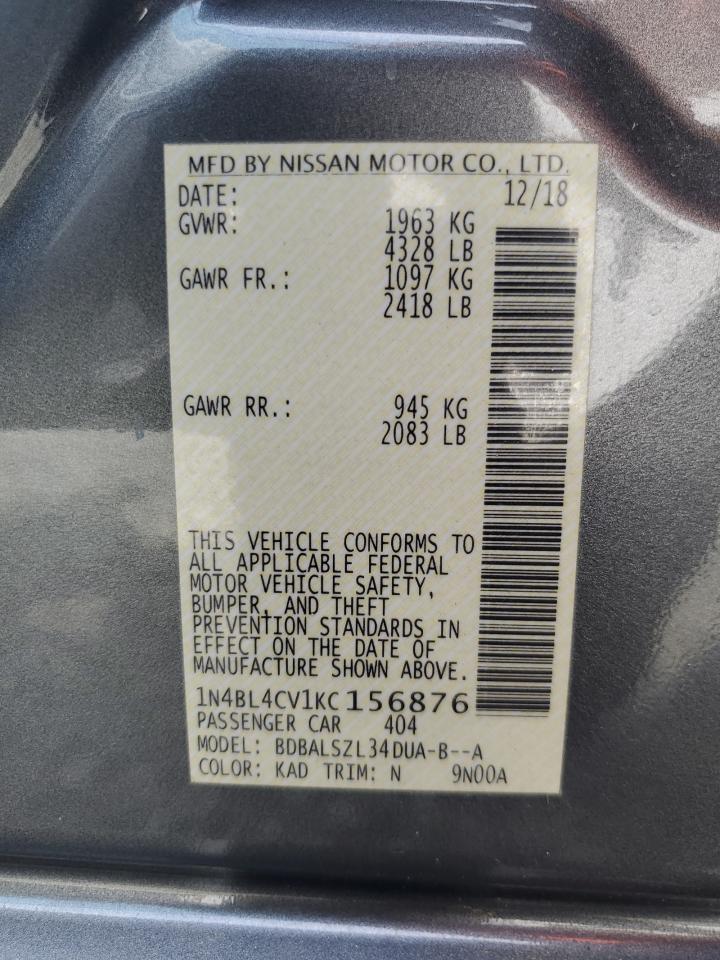 MFD BY NISSAN MOTOR CO., LTD.
DATE: 12/18
GVWR: 1963 KG
4328 LB
GAWR FR.: 1097 KG
2418 LB
GAWR RR.: 945 KG
2083 LB
THIS VEHICLE CONFORMS TO
ALL APPLICABLE FEDERAL
MOTOR VEHICLE SAFETY,
BUMPER, AND THEFT
PREVENTION STANDARDS IN
EFFECT ON THE DATE OF
MANUFACTURE SHOWN ABOVE.
1N4BL4CV1KC156876
PASSENGER CAR 404
MODEL: BDBALSZL34DUA-B--A
COLOR: KAD TRIM: N 9N00A